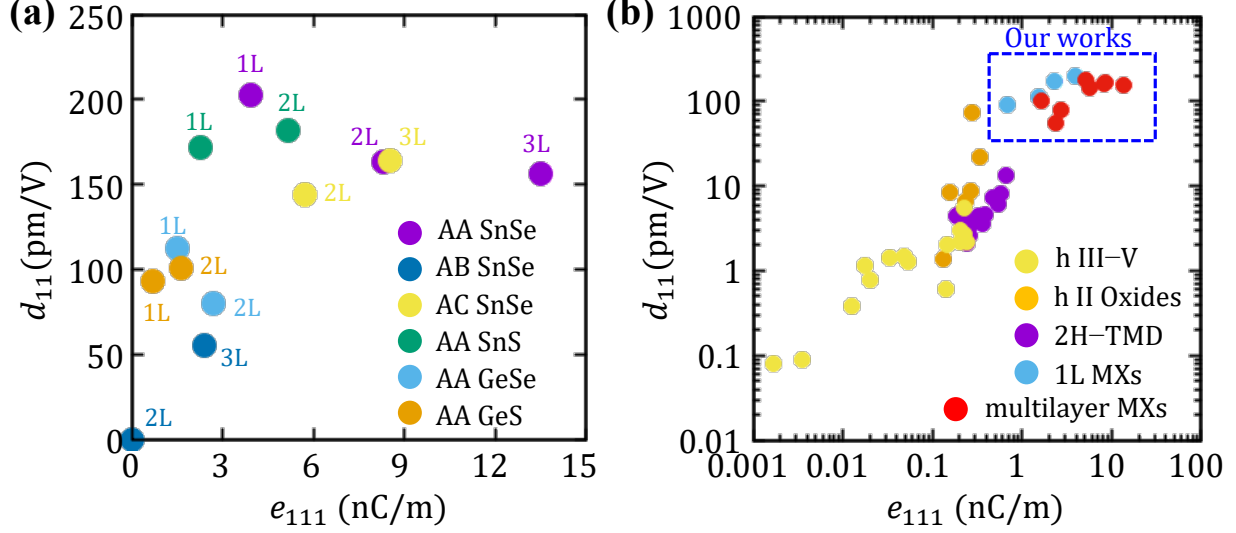 (a)
250
200
150
100
50
0
d₁₁(pm/V)
1L
2L
1L
2L
3L
3L
2L
1L
2L
1L
2L
3L
2L
AA SnSe
AB SnSe
AC SnSe
AA SnS
AA GeSe
AA GeS
0 3 6 9 12 15
e₁₁₁ (nC/m)
(b)
1000
100
10
1
0.1
0.01
d₁₁(pm/V)
Our works
h III−V
h II Oxides
2H−TMD
1L MXs
multilayer MXs
0.001 0.01 0.1 1 10 100
e₁₁₁ (nC/m)